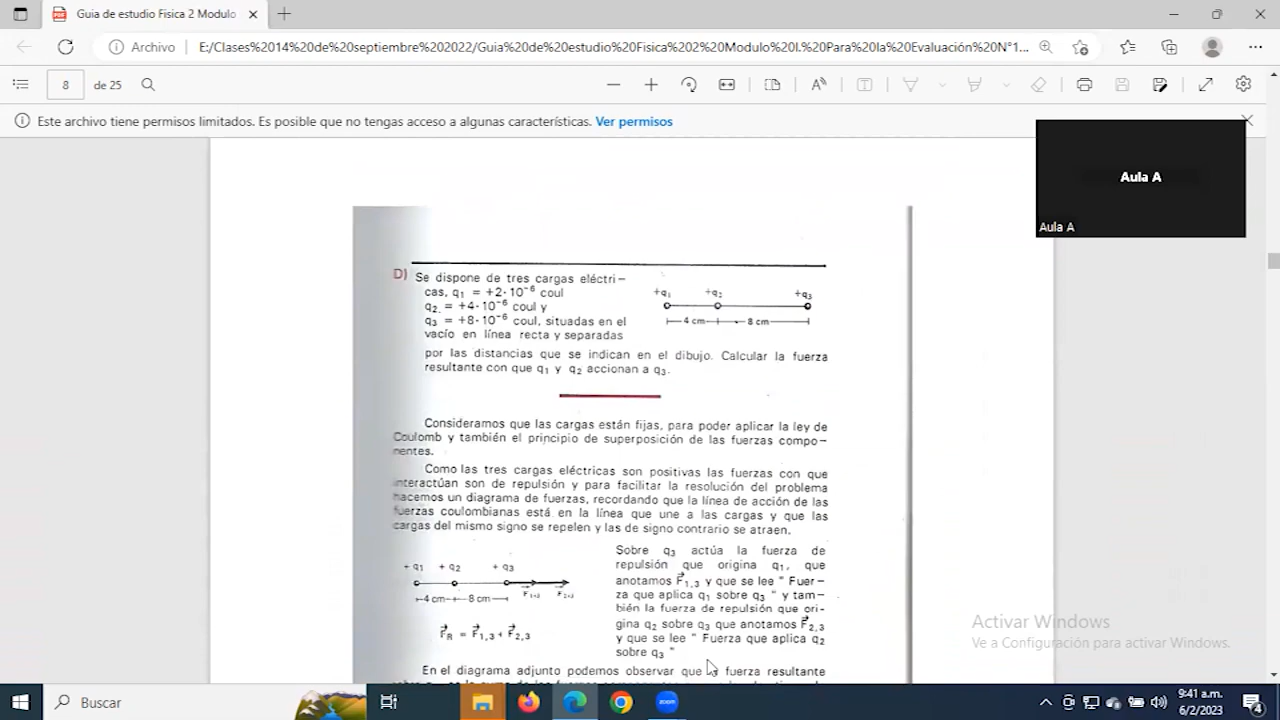 Guia de estudio Fisica 2 Modulo
Archivo
E:/Clases%2014%20de%20septiembre%202022/Guia%20de%20estudio%20Fisica%202%20Modulo%20I.%20Para%20la%20Evaluación%20N°1...
8
de 25
Este archivo tiene permisos limitados. Es posible que no tengas acceso a algunas características. Ver permisos
Aula A
Aula A
D) Se dispone de tres cargas eléctri-
cas, q1 = +2·10⁻⁶ coul
q2 = +4·10⁻⁶ coul y
q3 = +8·10⁻⁶ coul, situadas en el
vacío en línea recta y separadas
+q1 +q2 +q3
4 cm 8 cm
por las distancias que se indican en el dibujo. Calcular la fuerza
resultante con que q1 y q2 accionan a q3.
Consideramos que las cargas están fijas, para poder aplicar la ley de
Coulomb y también el principio de superposición de las fuerzas compo-
nentes.
Como las tres cargas eléctricas son positivas las fuerzas con que
interactúan son de repulsión y para facilitar la resolución del problema
hacemos un diagrama de fuerzas, recordando que la línea de acción de las
fuerzas coulombianas está en la línea que une a las cargas y que las
cargas del mismo signo se repelen y las de signo contrario se atraen.
+ q1 + q2 + q3
4 cm 8 cm
F⃗R = F⃗1,3 + F⃗2,3
Sobre q3 actúa la fuerza de
repulsión que origina q1, que
anotamos F⃗1,3 y que se lee " Fuer-
za que aplica q1 sobre q3 " y tam-
bién la fuerza de repulsión que ori-
gina q2 sobre q3 que anotamos F⃗2,3
y que se lee " Fuerza que aplica q2
sobre q3 "
En el diagrama adjunto podemos observar que fuerza resultante
Activar Windows
Ve a Configuración para activar Windows.
Buscar
zoom
9:41 a.m.
6/2/2023
4